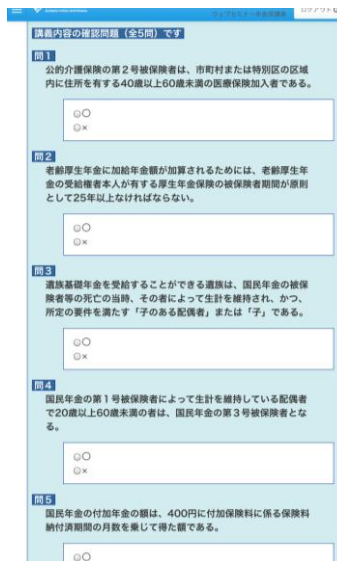 ログアウト
講義内容の確認問題（全5問）です
問1
公的介護保険の第２号被保険者は、市町村または特別区の区域
内に住所を有する40歳以上60歳未満の医療保険加入者である。
○
×
問2
老齢厚生年金に加給年金額が加算されるためには、老齢厚生年
金の受給権者本人が有する厚生年金保険の被保険者期間が原則
として25年以上なければならない。
○
×
問3
遺族基礎年金を受給することができる遺族は、国民年金の被保
険者等の死亡の当時、その者によって生計を維持され、かつ、
所定の要件を満たす「子のある配偶者」または「子」である。
○
×
問4
国民年金の第１号被保険者によって生計を維持している配偶者
で20歳以上60歳未満の者は、国民年金の第３号被保険者とな
る。
○
×
問5
国民年金の付加年金の額は、400円に付加保険料に係る保険料
納付済期間の月数を乗じて得た額である。
○